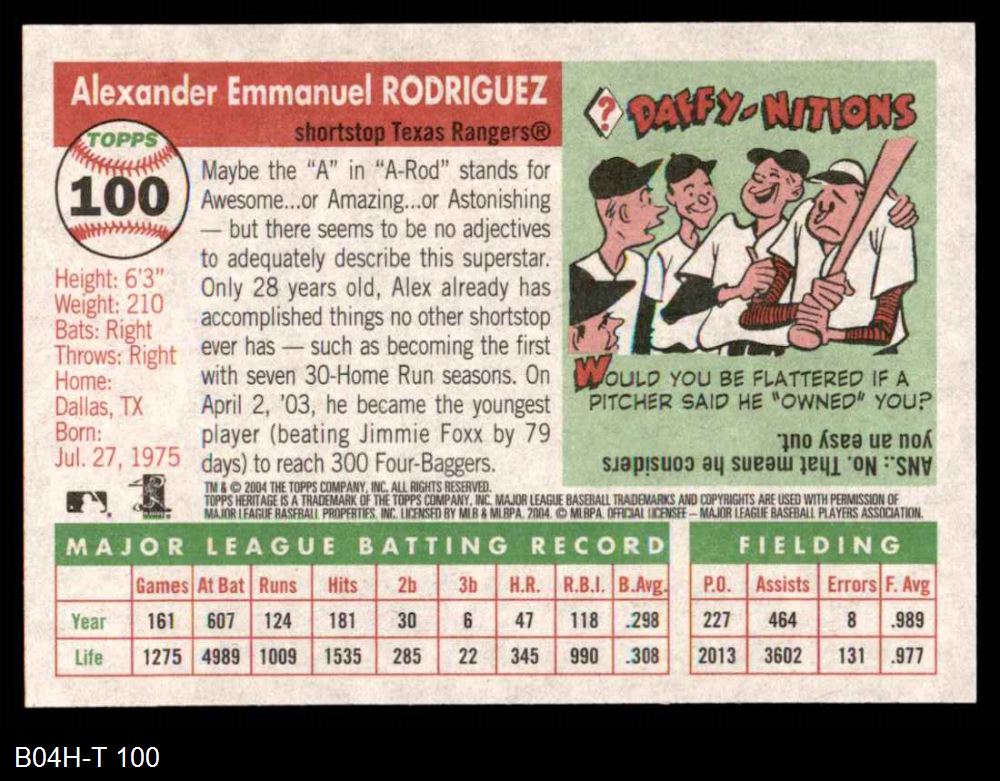 Alexander Emmanuel RODRIGUEZ
shortstop Texas Rangers®
TOPPS
100
Height: 6'3"
Weight: 210
Bats: Right
Throws: Right
Home:
Dallas, TX
Born:
Jul. 27, 1975
Maybe the "A" in "A-Rod" stands for
Awesome...or Amazing...or Astonishing
— but there seems to be no adjectives
to adequately describe this superstar.
Only 28 years old, Alex already has
accomplished things no other shortstop
ever has — such as becoming the first
with seven 30-Home Run seasons. On
April 2, '03, he became the youngest
player (beating Jimmie Foxx by 79
days) to reach 300 Four-Baggers.
? DAFFY-NITIONS
WOULD YOU BE FLATTERED IF A
PITCHER SAID HE "OWNED" YOU?
ANS.: No. That means he considers
you an easy out.
TM & © 2004 THE TOPPS COMPANY, INC. ALL RIGHTS RESERVED.
TOPPS HERITAGE IS A TRADEMARK OF THE TOPPS COMPANY, INC. MAJOR LEAGUE BASEBALL TRADEMARKS AND COPYRIGHTS ARE USED WITH PERMISSION OF
MAJOR LEAGUE BASEBALL PROPERTIES, INC. LICENSED BY MLB & MLBPA, 2004. © MLBPA. OFFICIAL LICENSEE – MAJOR LEAGUE BASEBALL PLAYERS ASSOCIATION.
MAJOR LEAGUE BATTING RECORD
Games At Bat Runs Hits 2b 3b H.R. R.B.I. B.Avg.
Year 161 607 124 181 30 6 47 118 .298
Life 1275 4989 1009 1535 285 22 345 990 .308
FIELDING
P.O. Assists Errors F. Avg
227 464 8 .989
2013 3602 131 .977
B04H-T 100